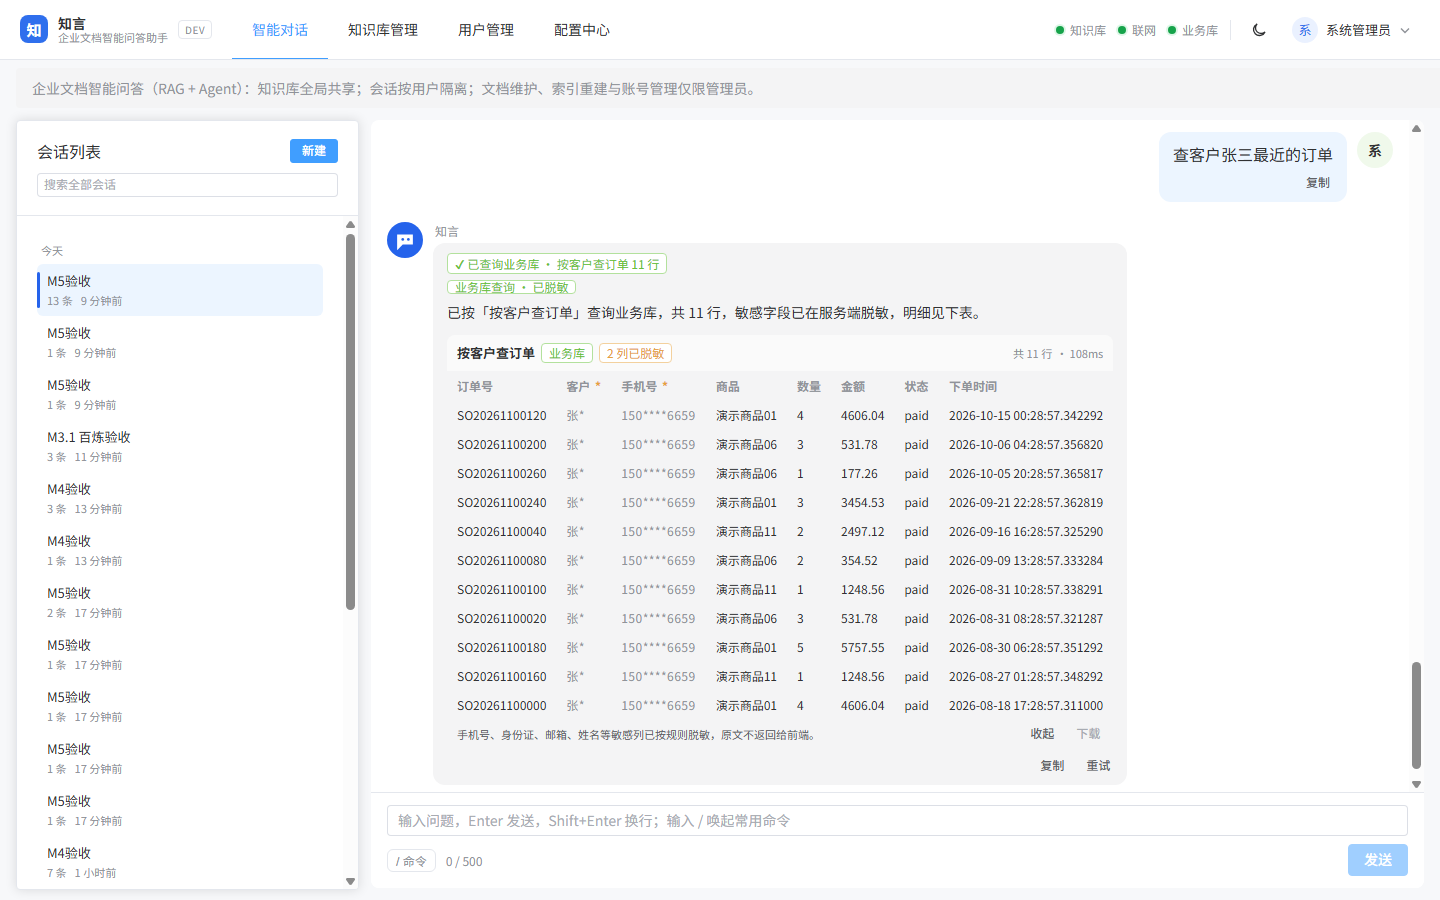 知
知言
企业文档智能问答助手
DEV
智能对话
知识库管理
用户管理
配置中心
知识库
联网
业务库
系
系统管理员
企业文档智能问答（RAG + Agent）：知识库全局共享；会话按用户隔离；文档维护、索引重建与账号管理仅限管理员。
会话列表
新建
搜索全部会话
今天
M5验收
13 条 9 分钟前
M5验收
1 条 9 分钟前
M5验收
1 条 9 分钟前
M3.1 百炼验收
3 条 11 分钟前
M4验收
3 条 13 分钟前
M4验收
1 条 13 分钟前
M5验收
2 条 17 分钟前
M5验收
1 条 17 分钟前
M5验收
1 条 17 分钟前
M5验收
1 条 17 分钟前
M5验收
1 条 17 分钟前
M4验收
7 条 1 小时前
查客户张三最近的订单
复制
系
知言
✓ 已查询业务库 · 按客户查订单 11 行
业务库查询 · 已脱敏
已按「按客户查订单」查询业务库，共 11 行，敏感字段已在服务端脱敏，明细见下表。
按客户查订单 业务库 2 列已脱敏 共 11 行 · 108ms
订单号 客户 * 手机号 * 商品 数量 金额 状态 下单时间
SO20261100120 张* 150****6659 演示商品01 4 4606.04 paid 2026-10-15 00:28:57.342292
SO20261100200 张* 150****6659 演示商品06 3 531.78 paid 2026-10-06 04:28:57.356820
SO20261100260 张* 150****6659 演示商品06 1 177.26 paid 2026-10-05 20:28:57.365817
SO20261100240 张* 150****6659 演示商品01 3 3454.53 paid 2026-09-21 22:28:57.362819
SO20261100040 张* 150****6659 演示商品11 2 2497.12 paid 2026-09-16 16:28:57.325290
SO20261100080 张* 150****6659 演示商品06 2 354.52 paid 2026-09-09 13:28:57.333284
SO20261100100 张* 150****6659 演示商品11 1 1248.56 paid 2026-08-31 10:28:57.338291
SO20261100020 张* 150****6659 演示商品06 3 531.78 paid 2026-08-31 08:28:57.321287
SO20261100180 张* 150****6659 演示商品01 5 5757.55 paid 2026-08-30 06:28:57.351292
SO20261100160 张* 150****6659 演示商品11 1 1248.56 paid 2026-08-27 01:28:57.348292
SO20261100000 张* 150****6659 演示商品01 4 4606.04 paid 2026-08-18 17:28:57.311000
手机号、身份证、邮箱、姓名等敏感列已按规则脱敏，原文不返回给前端。
收起 下载
复制 重试
输入问题，Enter 发送，Shift+Enter 换行；输入 / 唤起常用命令
/ 命令
0 / 500
发送